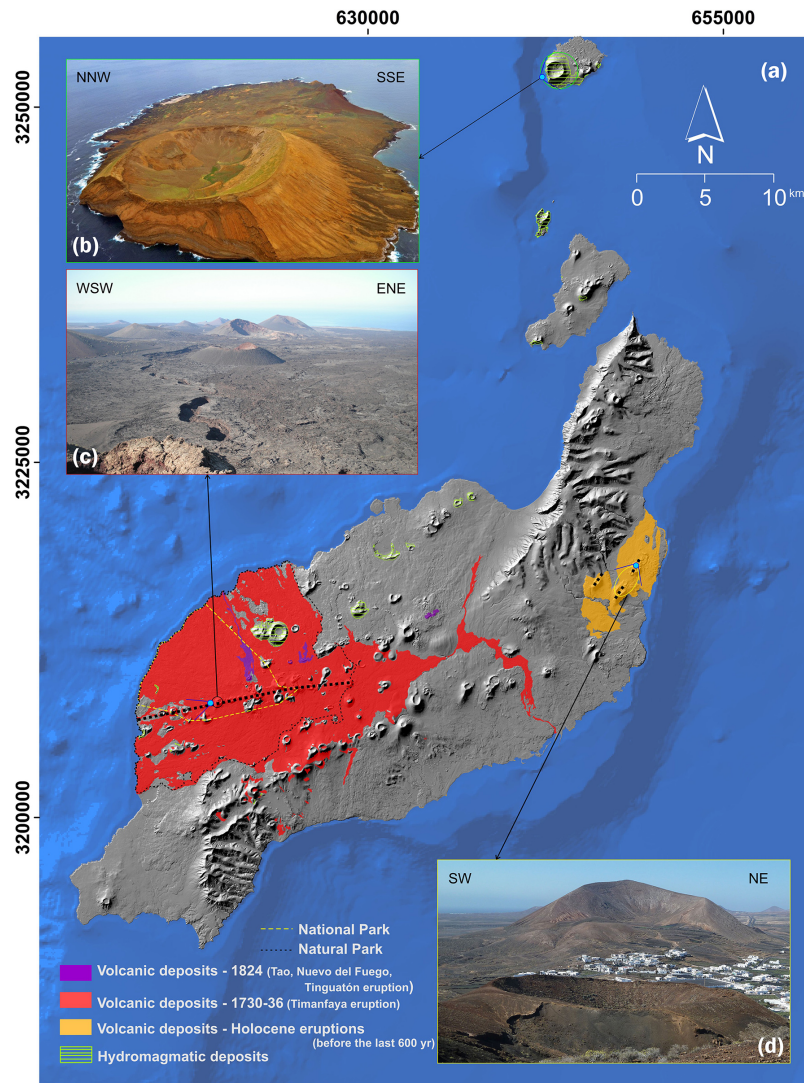 630000
655000
3250000
3225000
3200000
(a)
N
0
5
10 km
NNW
SSE
(b)
WSW
ENE
(c)
SW
NE
(d)
National Park
Natural Park
Volcanic deposits - 1824 (Tao, Nuevo del Fuego,
Tinguatón eruption)
Volcanic deposits - 1730-36 (Timanfaya eruption)
Volcanic deposits - Holocene eruptions
(before the last 600 yr)
Hydromagmatic deposits